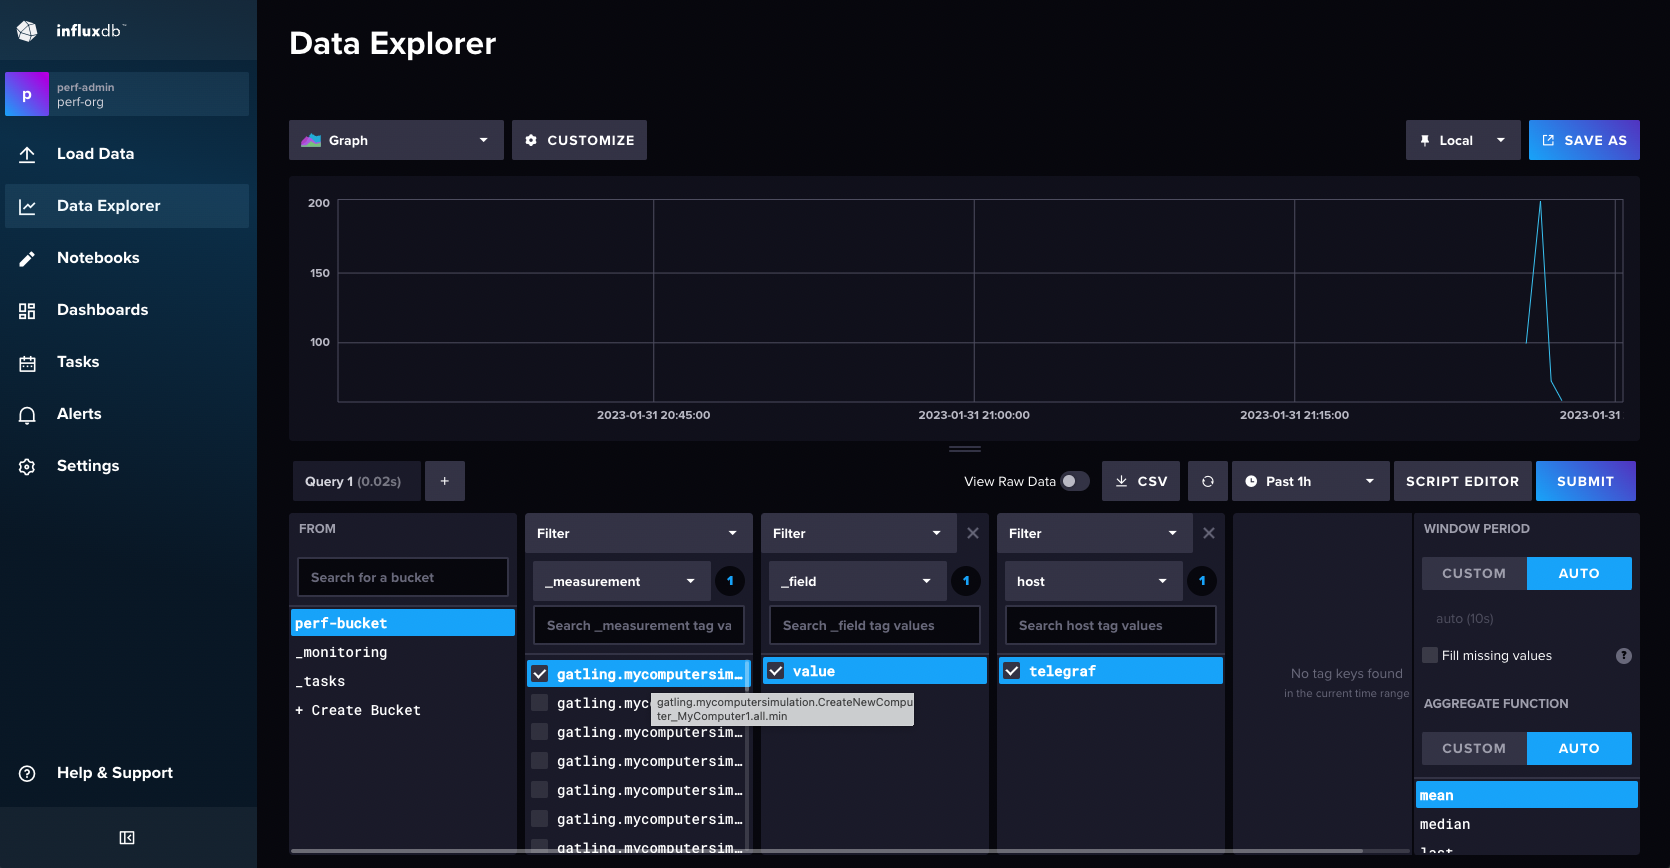 influxdb™
perf-admin
p
perf-org
Load Data
Data Explorer
Notebooks
Dashboards
Tasks
Alerts
Settings
Help & Support
Data Explorer
Graph
CUSTOMIZE
Local
SAVE AS
200
150
100
2023-01-31 20:45:00
2023-01-31 21:00:00
2023-01-31 21:15:00
2023-01-31
Query 1 (0.02s)
+
View Raw Data
CSV
Past 1h
SCRIPT EDITOR
SUBMIT
FROM
Search for a bucket
perf-bucket
_monitoring
_tasks
+ Create Bucket
Filter
_measurement
1
Search _measurement tag va
gatling.mycomputersim…
gatling.myc
gatling.mycomputersim…
gatling.mycomputersim…
gatling.mycomputersim…
gatling.mycomputersim…
gatling.mycomputersim…
gatling.mycomputersimulation.CreateNewCompu
ter_MyComputer1.all.min
Filter
_field
1
Search _field tag values
value
Filter
host
1
Search host tag values
telegraf
No tag keys found
in the current time range
WINDOW PERIOD
CUSTOM
AUTO
auto (10s)
Fill missing values
?
AGGREGATE FUNCTION
CUSTOM
AUTO
mean
median
last